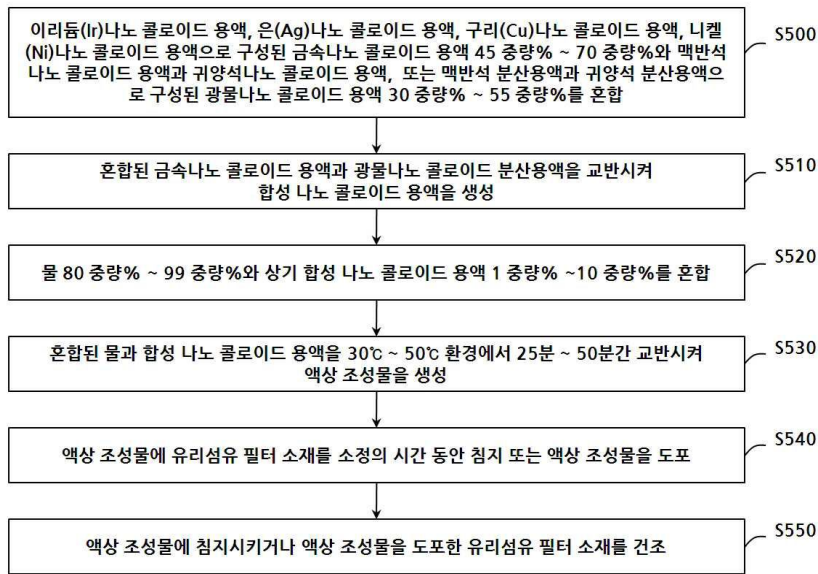 이리듐(Ir)나노 콜로이드 용액, 은(Ag)나노 콜로이드 용액, 구리(Cu)나노 콜로이드 용액, 니켈
(Ni)나노 콜로이드 용액으로 구성된 금속나노 콜로이드 용액 45 중량% ~ 70 중량%와 맥반석
나노 콜로이드 용액과 귀양석나노 콜로이드 용액, 또는 맥반석 분산용액과 귀양석 분산용액으
로 구성된 광물나노 콜로이드 용액 30 중량% ~ 55 중량%를 혼합
S500
혼합된 금속나노 콜로이드 용액과 광물나노 콜로이드 분산용액을 교반시켜
합성 나노 콜로이드 용액을 생성
S510
물 80 중량% ~ 99 중량%와 상기 합성 나노 콜로이드 용액 1 중량% ~10 중량%를 혼합
S520
혼합된 물과 합성 나노 콜로이드 용액을 30℃ ~ 50℃ 환경에서 25분 ~ 50분간 교반시켜
액상 조성물을 생성
S530
액상 조성물에 유리섬유 필터 소재를 소정의 시간 동안 침지 또는 액상 조성물을 도포
S540
액상 조성물에 침지시키거나 액상 조성물을 도포한 유리섬유 필터 소재를 건조
S550